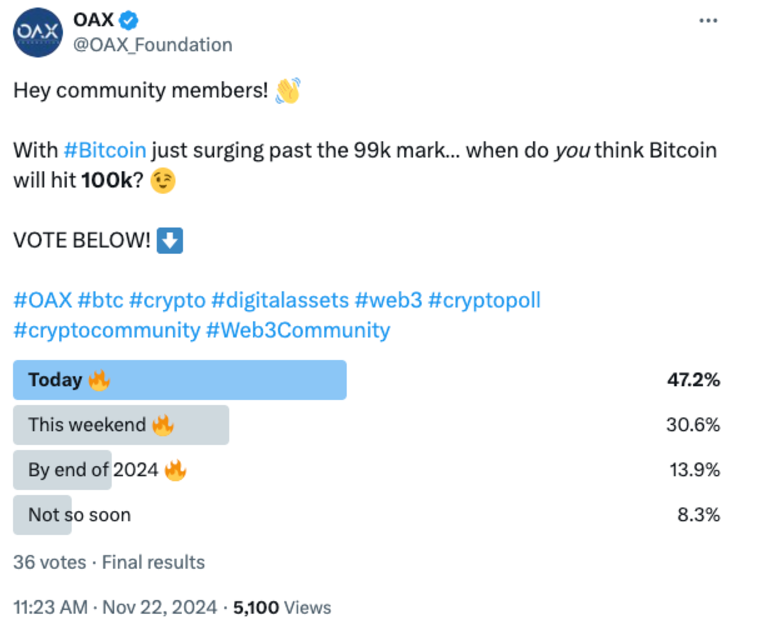 OAX
@OAX_Foundation
Hey community members! 👋
With #Bitcoin just surging past the 99k mark... when do you think Bitcoin
will hit 100k? 😉
VOTE BELOW! ⬇️
#OAX #btc #crypto #digitalassets #web3 #cryptopoll
#cryptocommunity #Web3Community
Today 🔥 47.2%
This weekend 🔥 30.6%
By end of 2024 🔥 13.9%
Not so soon 8.3%
36 votes · Final results
11:23 AM · Nov 22, 2024 · 5,100 Views